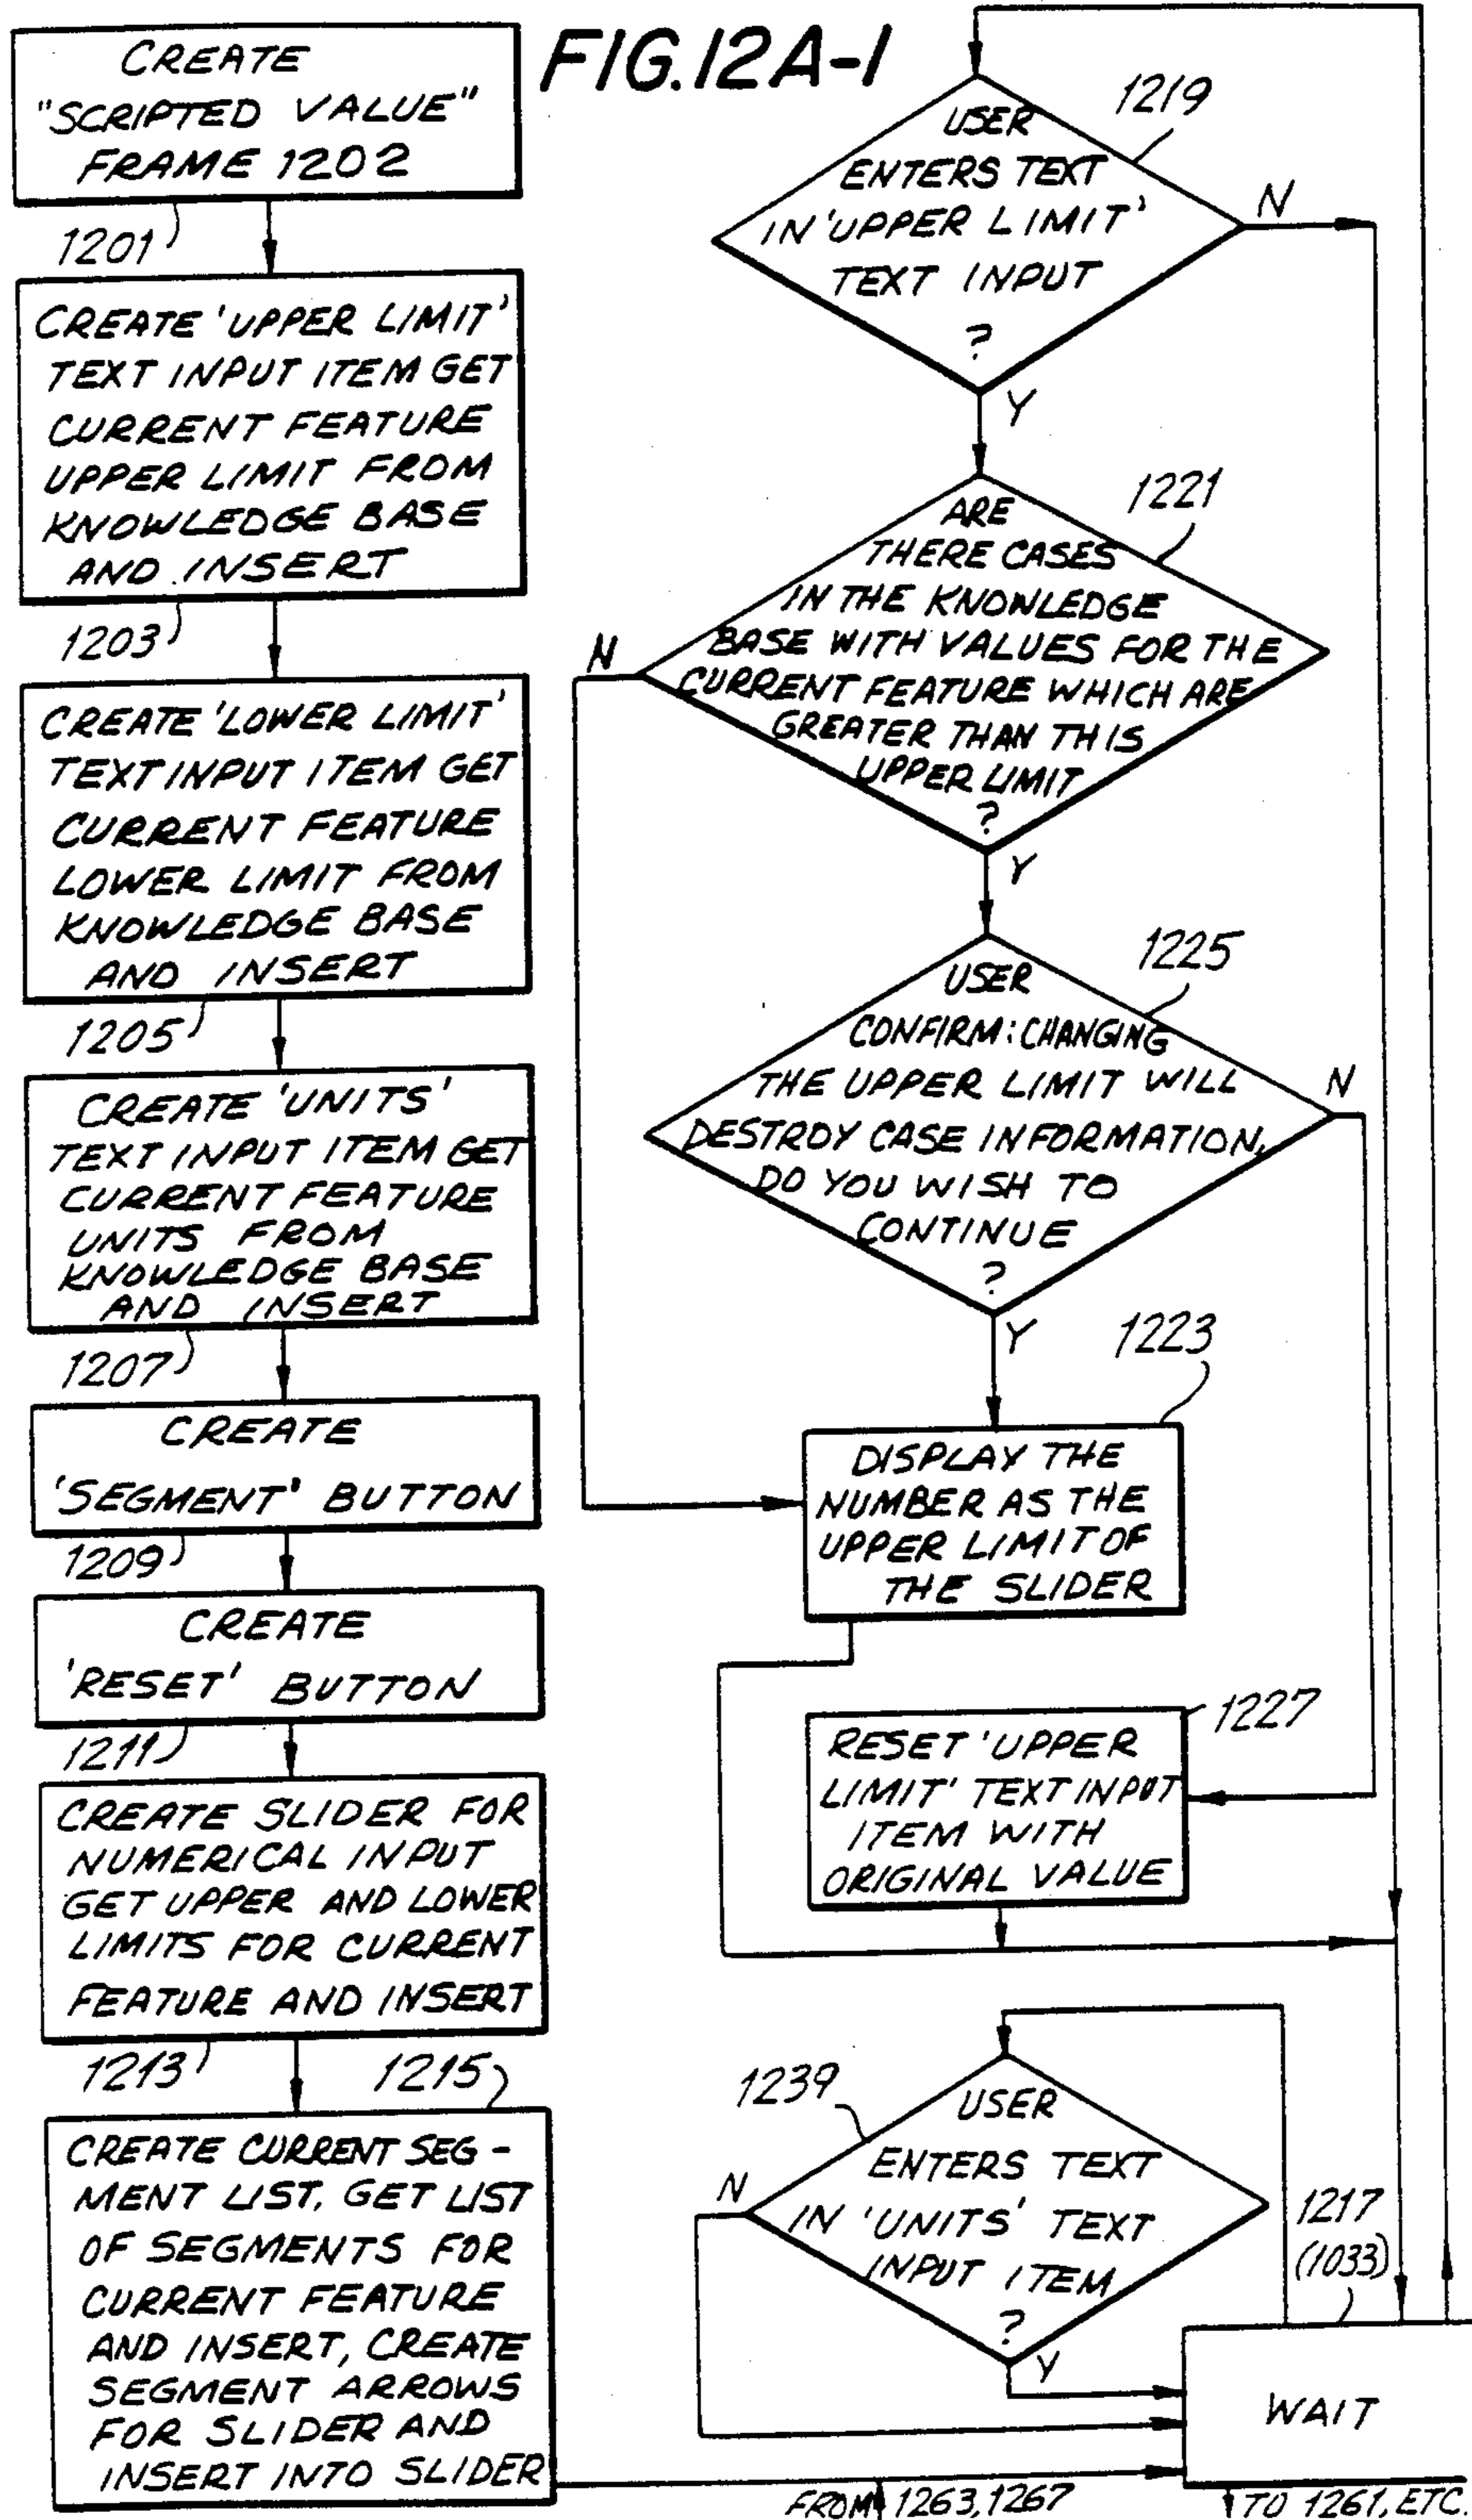 FIG.12A-1
CREATE
"SCRIPTED VALUE"
FRAME 1202
1201
CREATE 'UPPER LIMIT'
TEXT INPUT ITEM GET
CURRENT FEATURE
UPPER LIMIT FROM
KNOWLEDGE BASE
AND INSERT
1203
CREATE 'LOWER LIMIT'
TEXT INPUT ITEM GET
CURRENT FEATURE
LOWER LIMIT FROM
KNOWLEDGE BASE
AND INSERT
1205
CREATE 'UNITS'
TEXT INPUT ITEM GET
CURRENT FEATURE
UNITS FROM
KNOWLEDGE BASE
AND INSERT
1207
CREATE
'SEGMENT' BUTTON
1209
CREATE
'RESET' BUTTON
1211
CREATE SLIDER FOR
NUMERICAL INPUT
GET UPPER AND LOWER
LIMITS FOR CURRENT
FEATURE AND INSERT
1213
1215
CREATE CURRENT SEG-
MENT LIST. GET LIST
OF SEGMENTS FOR
CURRENT FEATURE
AND INSERT, CREATE
SEGMENT ARROWS
FOR SLIDER AND
INSERT INTO SLIDER
1219
USER
ENTERS TEXT
IN 'UPPER LIMIT'
TEXT INPUT
?
N
Y
1221
ARE
THERE CASES
IN THE KNOWLEDGE
BASE WITH VALUES FOR THE
CURRENT FEATURE WHICH ARE
GREATER THAN THIS
UPPER LIMIT
?
N
Y
1225
USER
CONFIRM: CHANGING
THE UPPER LIMIT WILL
DESTROY CASE INFORMATION,
DO YOU WISH TO
CONTINUE
?
N
Y
1223
DISPLAY THE
NUMBER AS THE
UPPER LIMIT OF
THE SLIDER
1227
RESET 'UPPER
LIMIT' TEXT INPUT
ITEM WITH
ORIGINAL VALUE
1239
USER
ENTERS TEXT
IN 'UNITS' TEXT
INPUT ITEM
?
N
Y
1217
(1033)
WAIT
FROM 1263,1267
TO 1261, ETC.